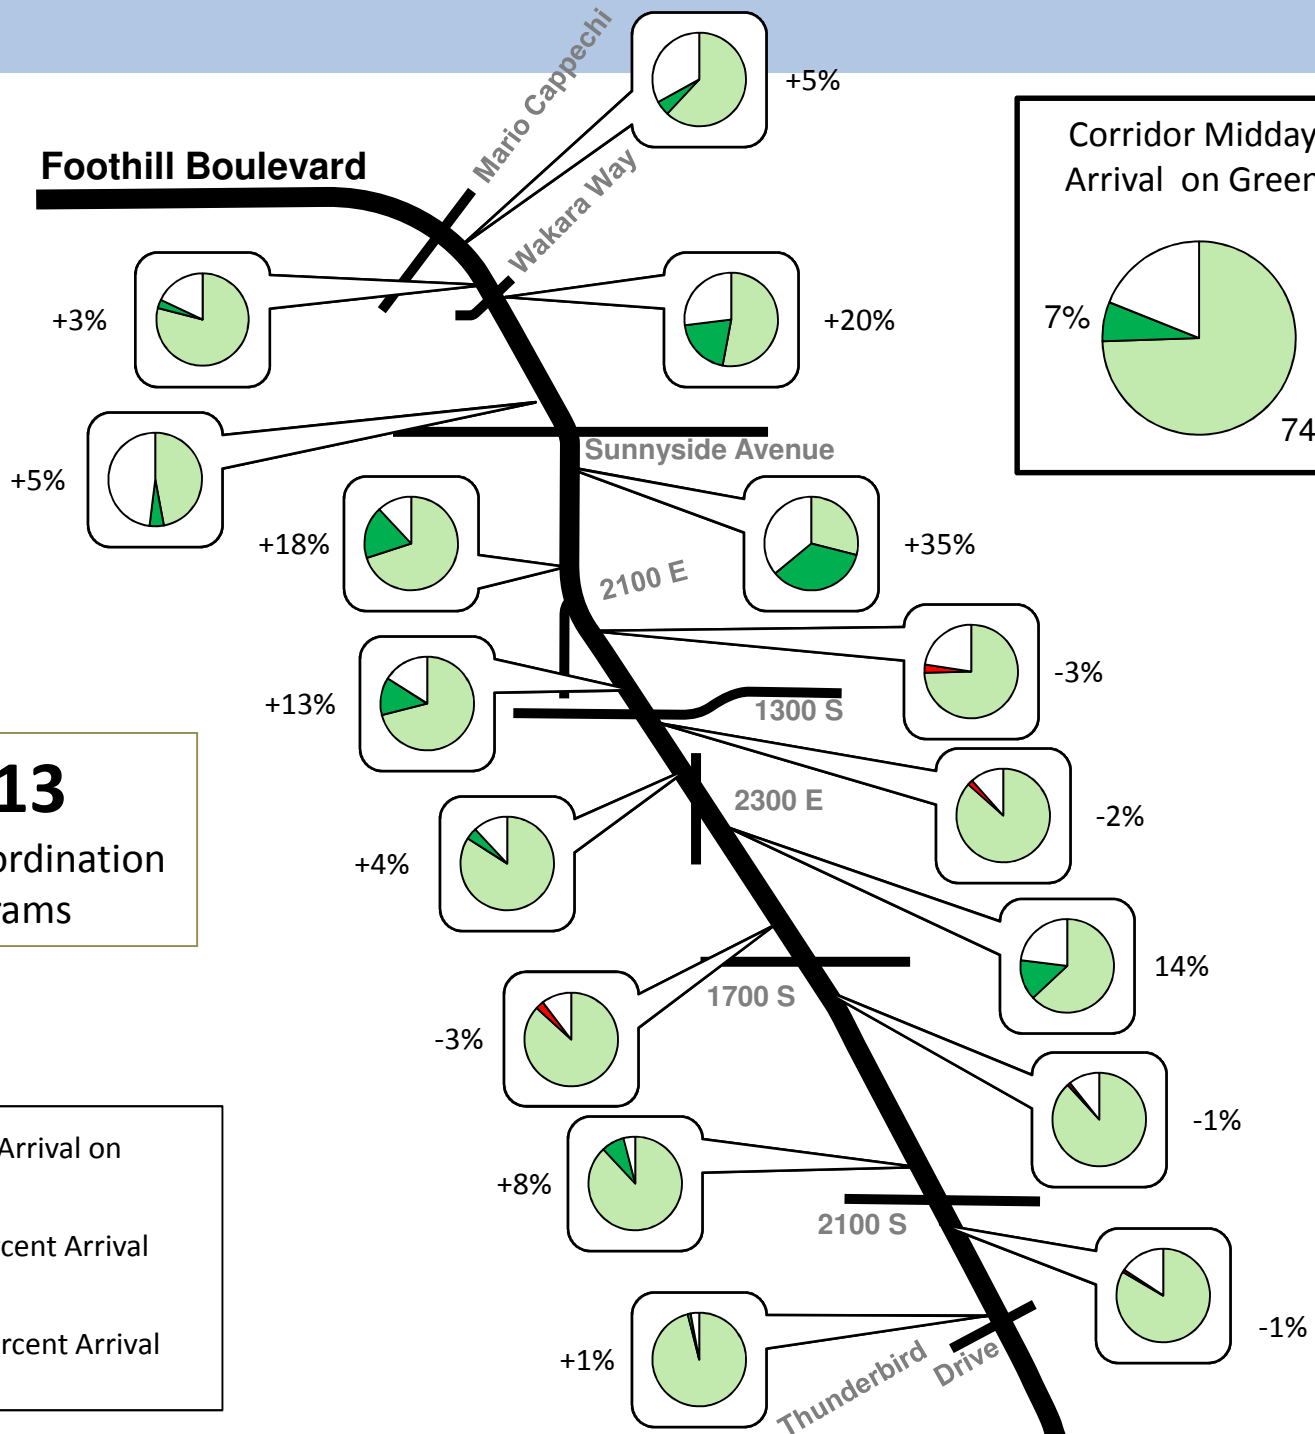 Mario Cappechi
+5%
Foothill Boulevard
Wakara Way
Corridor Midday
Arrival on Green
7%
74
+3%
+20%
+5%
Sunnyside Avenue
+18%
+35%
2100 E
-3%
+13%
1300 S
-2%
13
ordination
rams
2300 E
+4%
14%
1700 S
-3%
-1%
Arrival on
cent Arrival
rcent Arrival
+8%
2100 S
-1%
+1%
Thunderbird Drive